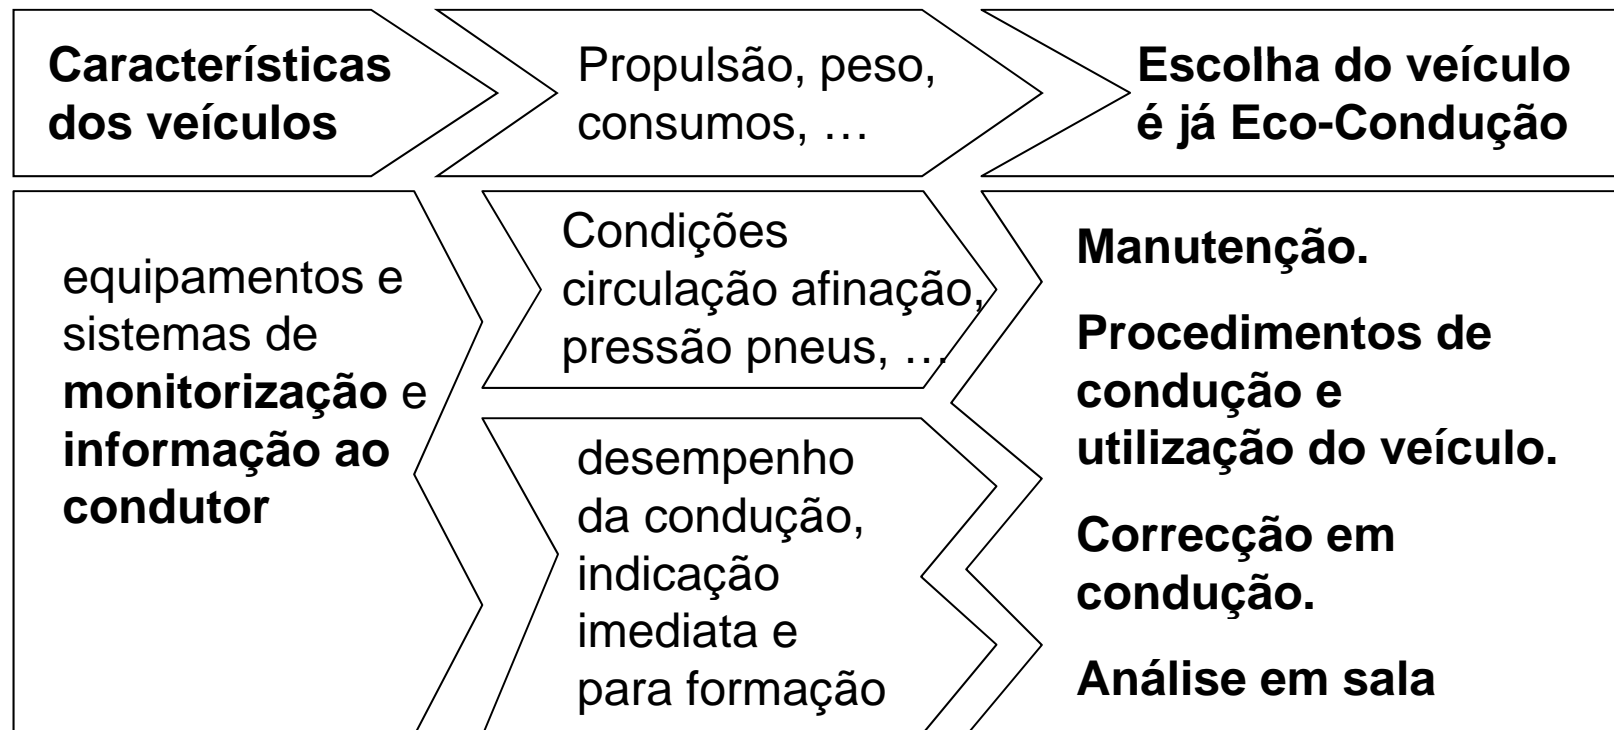 Características
dos veículos
Propulsão, peso,
consumos, …
Escolha do veículo
é já Eco-Condução
equipamentos e
sistemas de
monitorização e
informação ao
condutor
Condições
circulação afinação,
pressão pneus, …
desempenho
da condução,
indicação
imediata e
para formação
Manutenção.
Procedimentos de
condução e
utilização do veículo.
Correcção em
condução.
Análise em sala